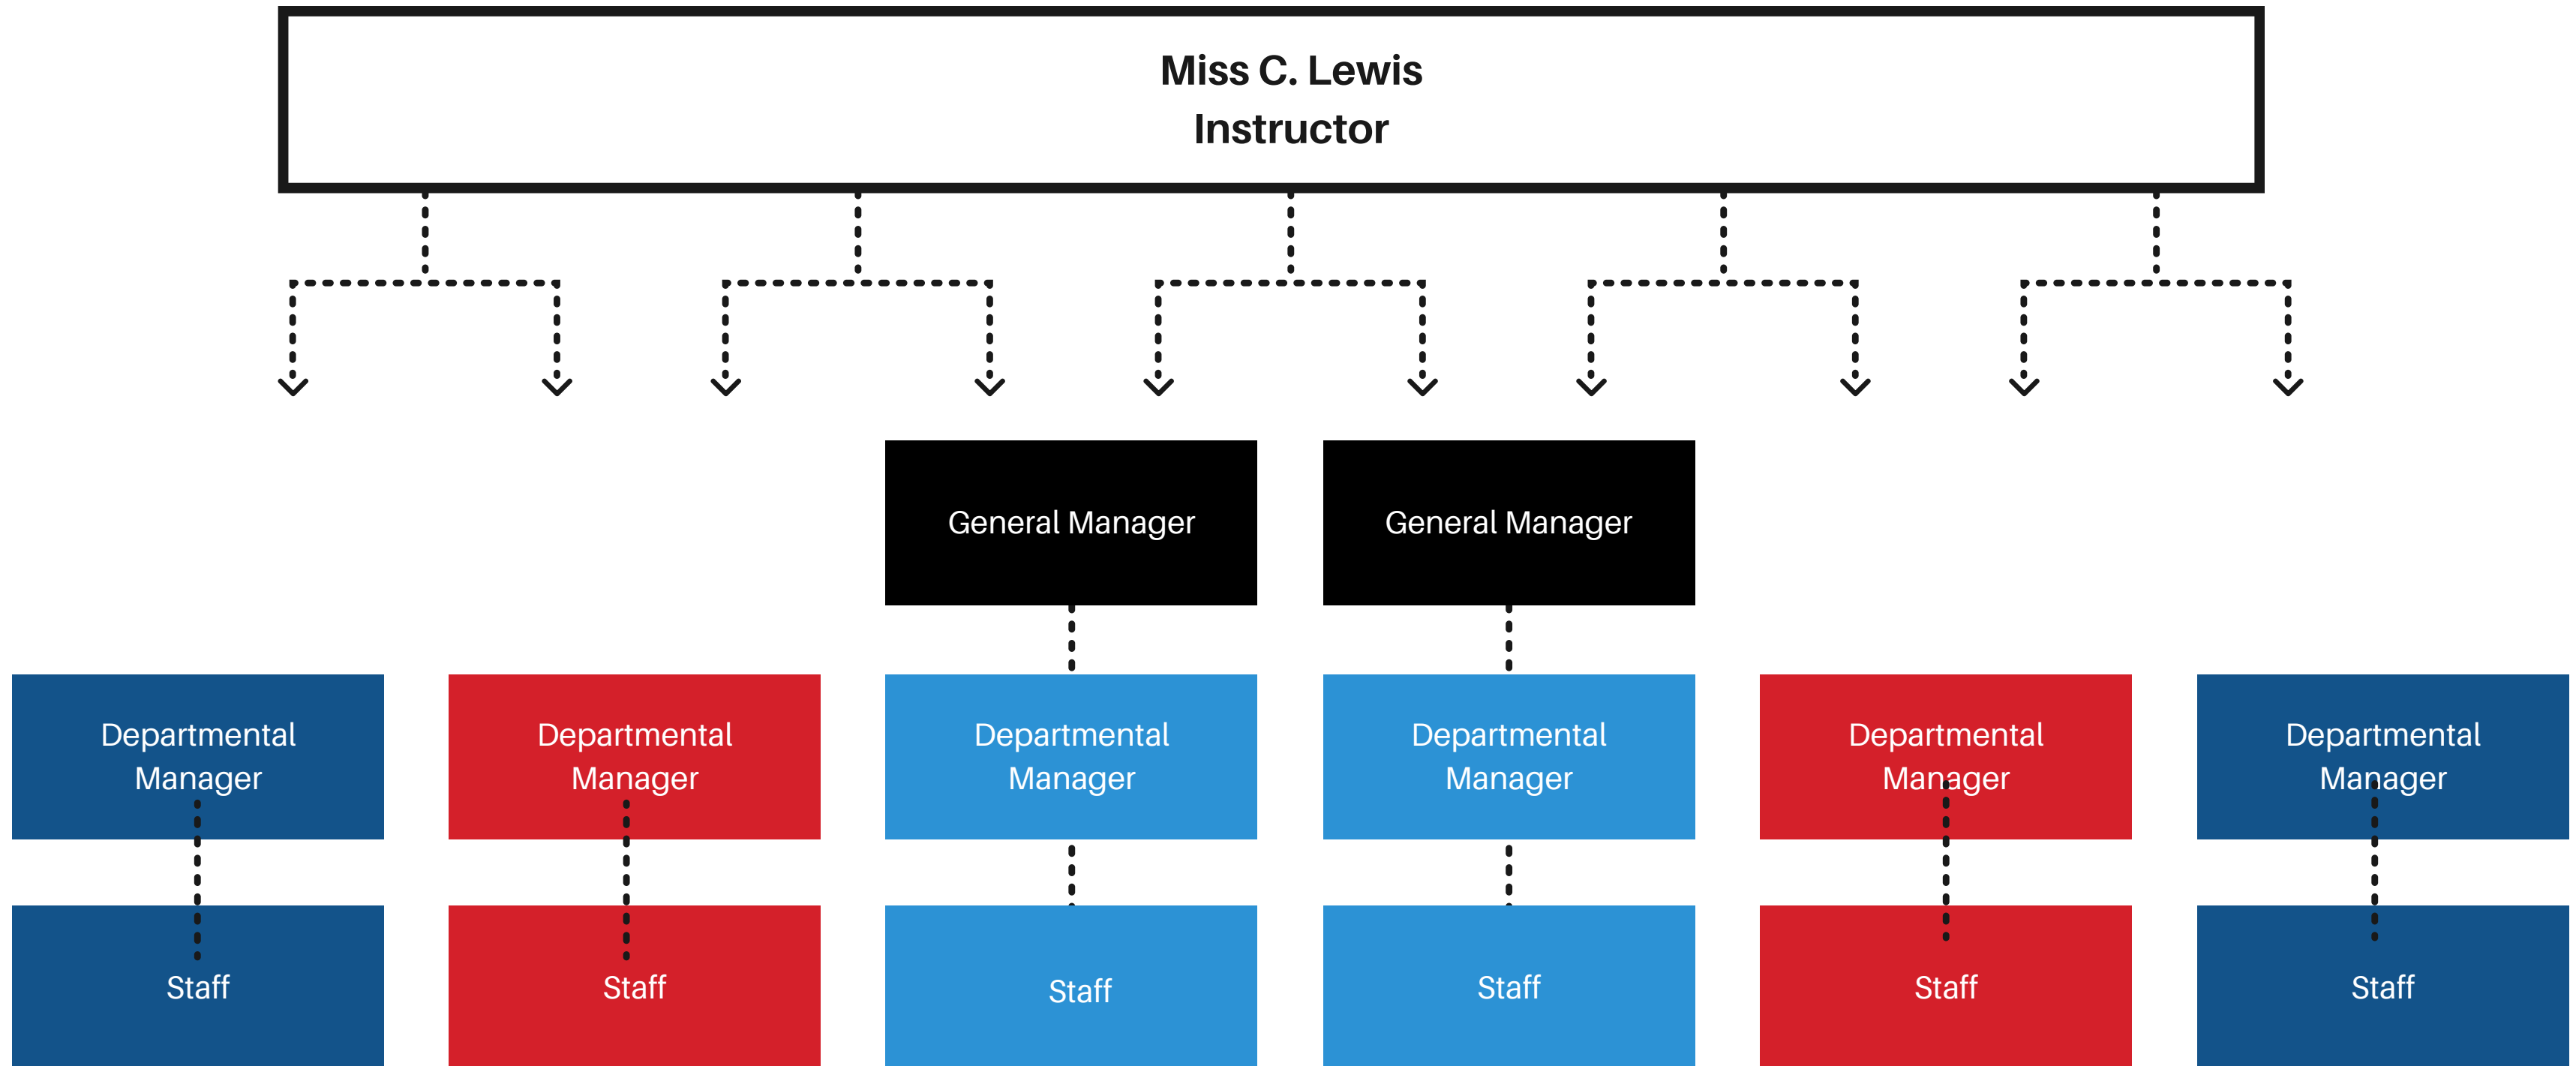 Miss C. Lewis
Instructor
General Manager
General Manager
Departmental
Manager
Departmental
Manager
Departmental
Manager
Departmental
Manager
Departmental
Manager
Departmental
Manager
Staff
Staff
Staff
Staff
Staff
Staff